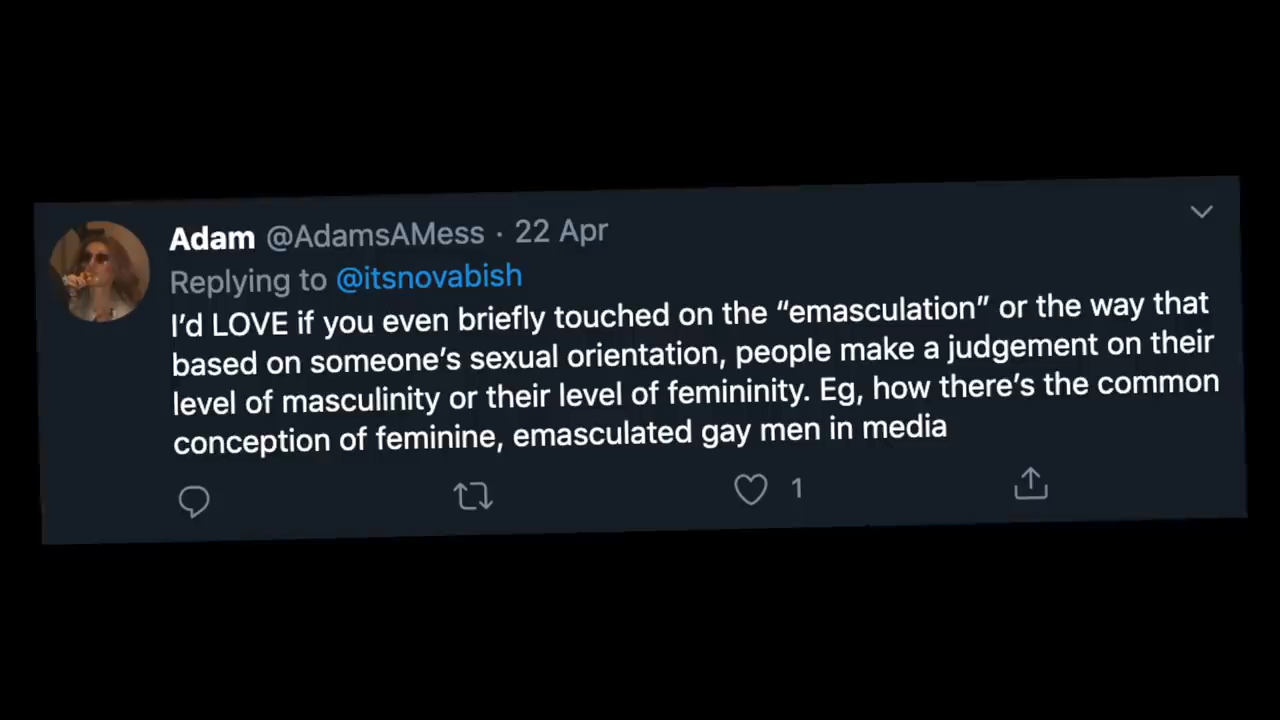 Adam @AdamsAMess · 22 Apr
Replying to @itsnovabish
I’d LOVE if you even briefly touched on the “emasculation” or the way that
based on someone’s sexual orientation, people make a judgement on their
level of masculinity or their level of femininity. Eg, how there’s the common
conception of feminine, emasculated gay men in media
1